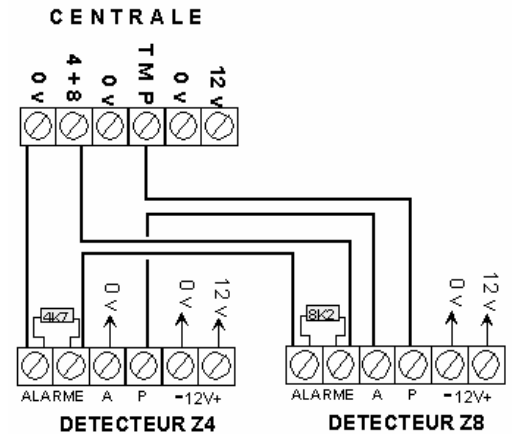 CENTRALE
0 v 4+8 0 v TMP 0 v 12 v
0 v 0 v 12 v 0 v 12 v
4K7 8K2
ALARME A P -12V+ ALARME A P -12V+
DETECTEUR Z4 DETECTEUR Z8